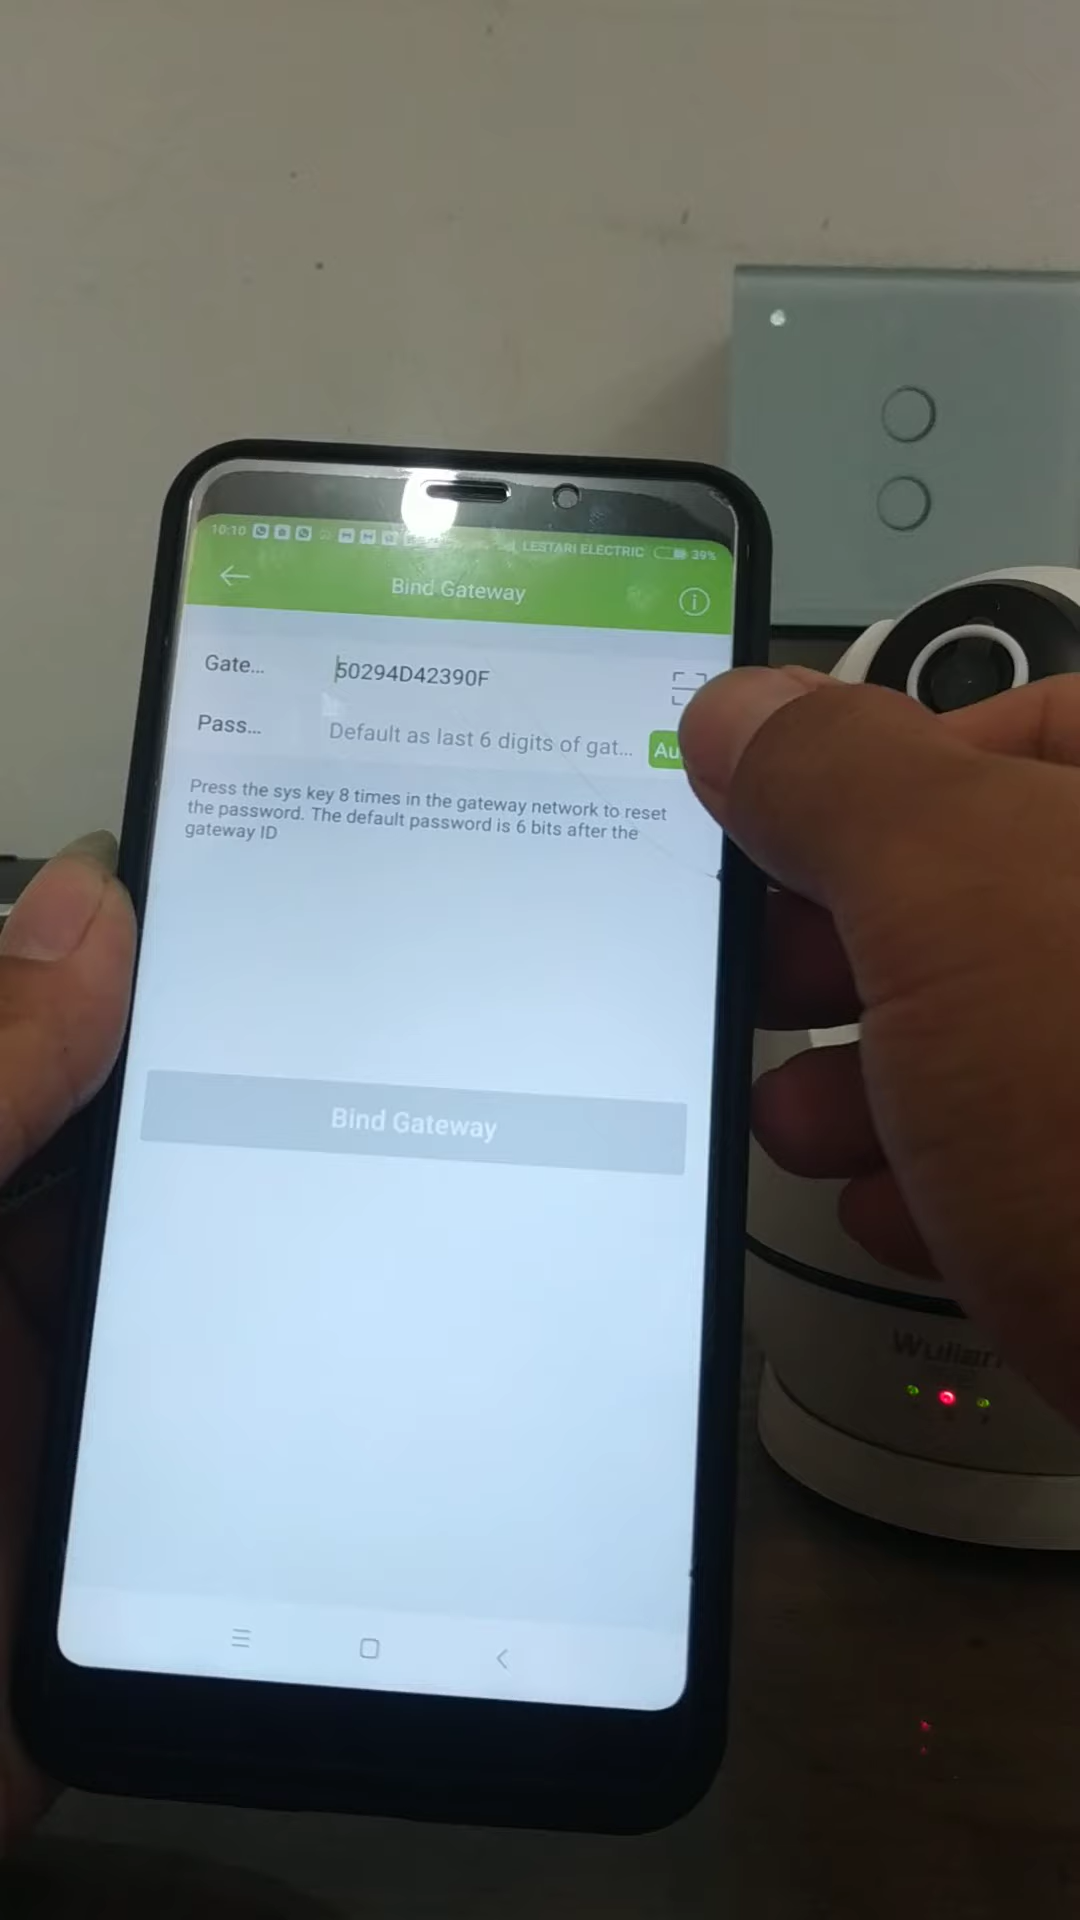 10:10
LESTARI ELECTRIC
39%
Bind Gateway
Gate...
50294D42390F
Pass...
Default as last 6 digits of gat...
Au
Press the sys key 8 times in the gateway network to reset
the password. The default password is 6 bits after the
gateway ID
Bind Gateway
Wulian